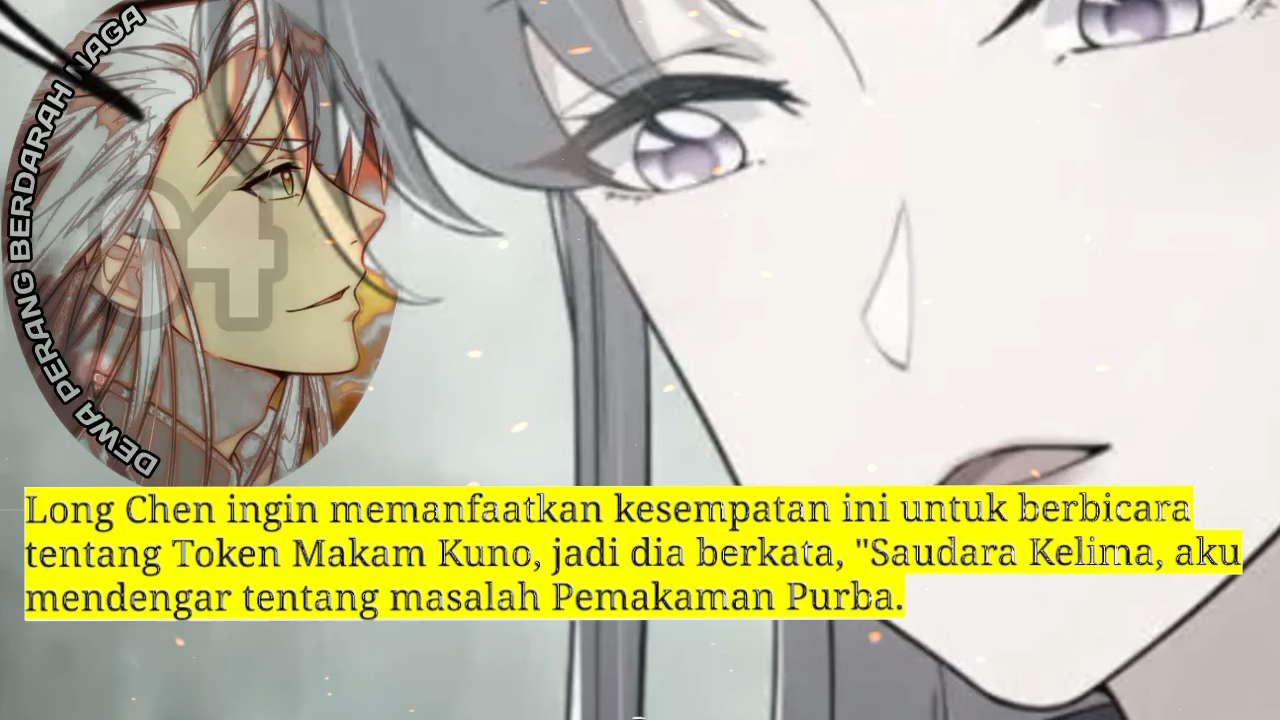 DEWA PERANG BERDARAH NAGA
64
Long Chen ingin memanfaatkan kesempatan ini untuk berbicara
tentang Token Makam Kuno, jadi dia berkata, "Saudara Kelima, aku
mendengar tentang masalah Pemakaman Purba.